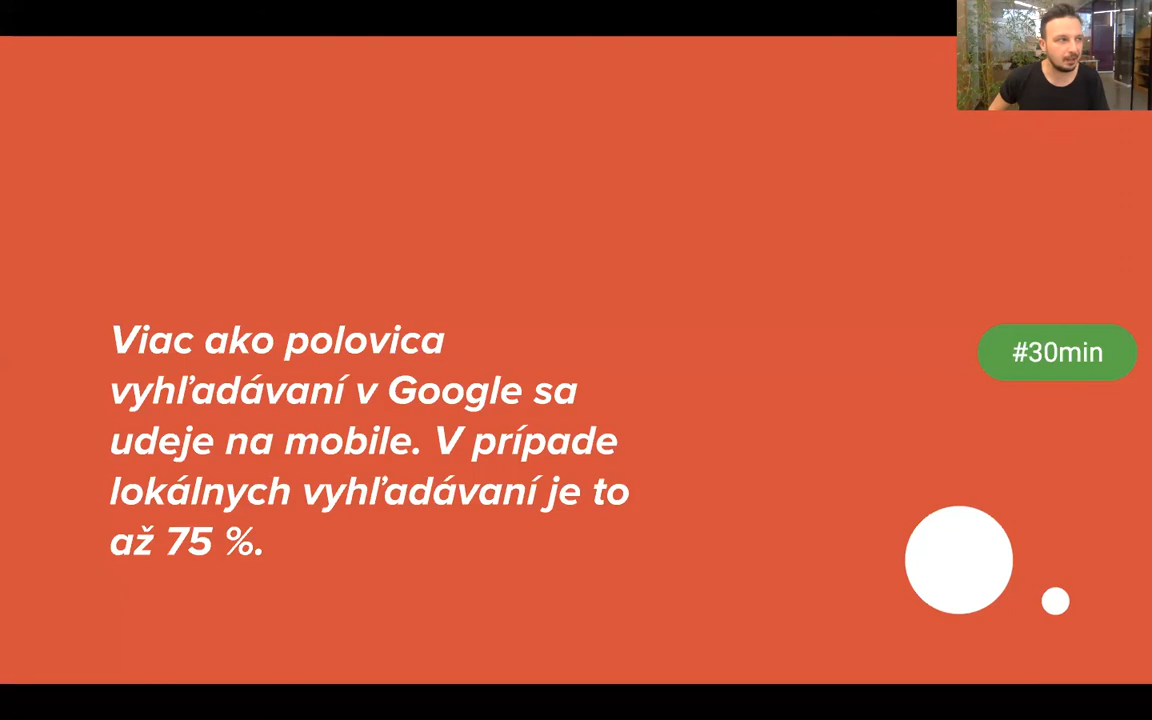 Viac ako polovica
vyhľadávaní v Google sa
udeje na mobile. V prípade
lokálnych vyhľadávaní je to
až 75 %.
#30min